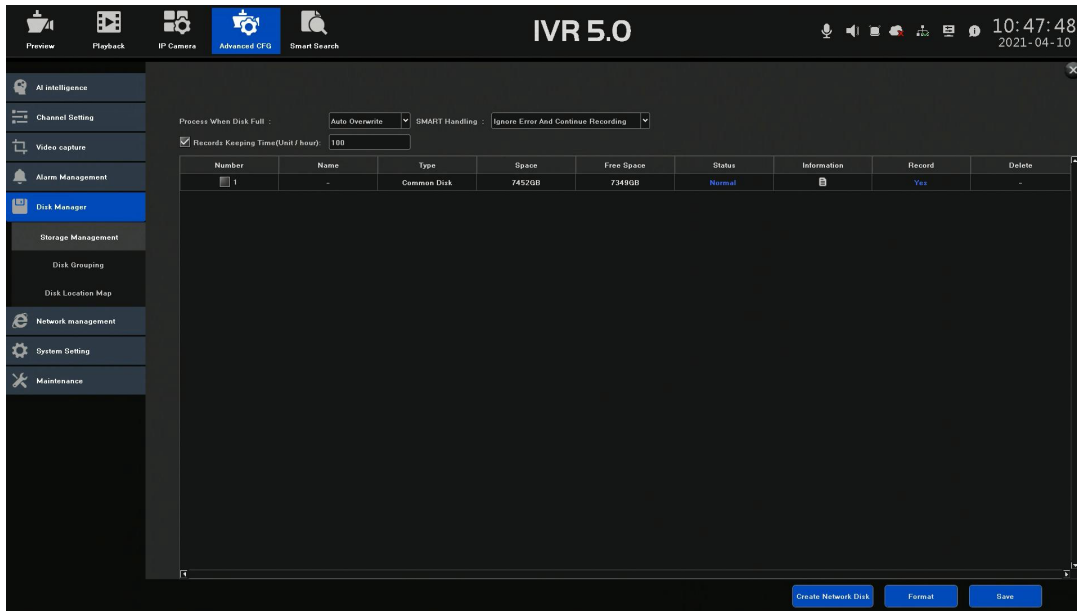 IVR 5.0
10:47:48
2021-04-10
Preview Playback IP Camera Advanced CFG Smart Search
AI intelligence
Channel Setting
Video capture
Alarm Management
Disk Manager
Storage Management
Disk Grouping
Disk Location Map
Network management
System Setting
Maintenance
Process When Disk Full : Auto Overwrite SMART Handling : Ignore Error And Continue Recording
Records Keeping Time(Unit / hour): 100
Number Name Type Space Free Space Status Information Record Delete
1 - Common Disk 7452GB 7349GB Normal Yes -
Create Network Disk Format Save